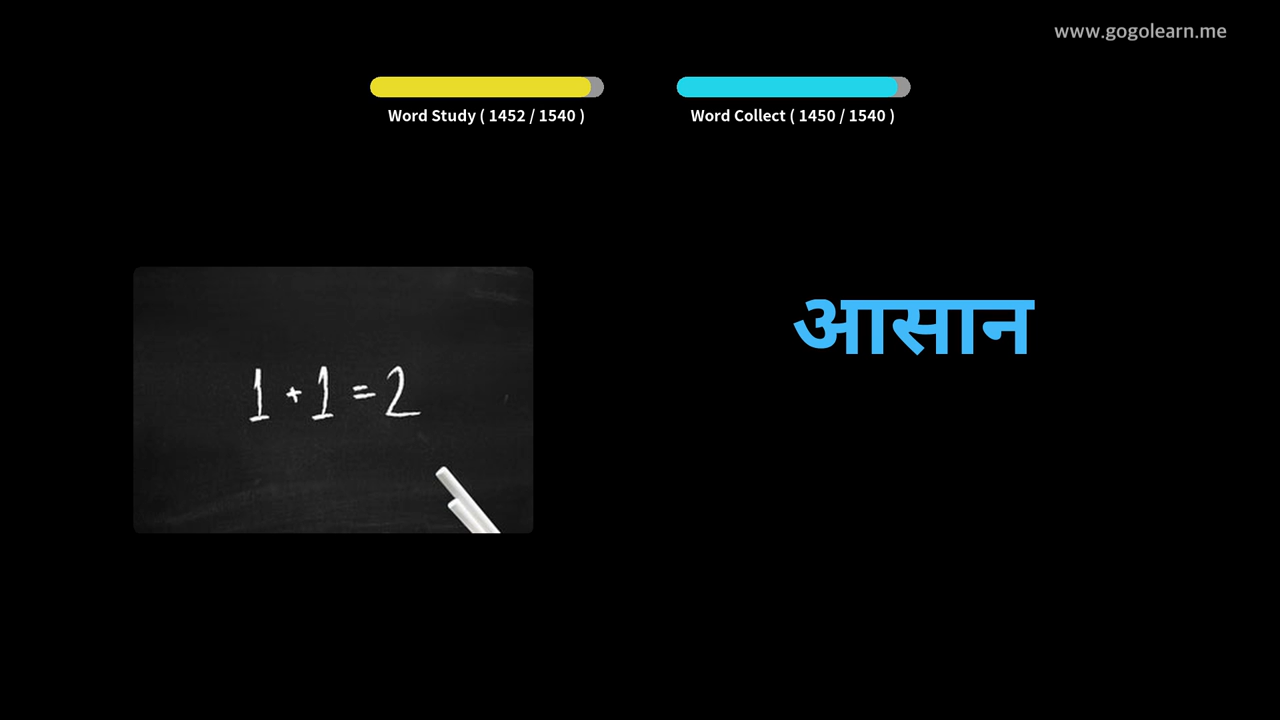 www.gogolearn.me
Word Study ( 1452 / 1540 )
Word Collect ( 1450 / 1540 )
आसान
1 + 1 = 2